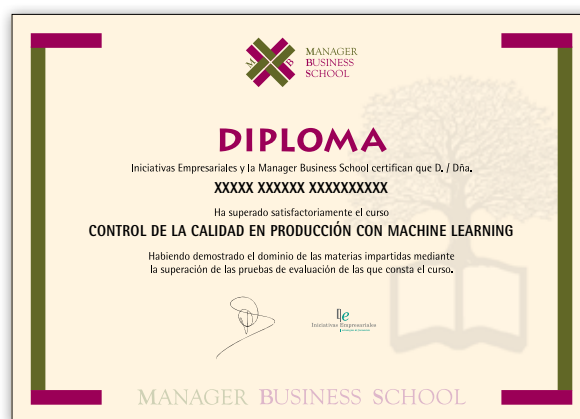 M B
MANAGER
BUSINESS
SCHOOL
DIPLOMA
Iniciativas Empresariales y la Manager Business School certifican que D. / Dña.
XXXXX XXXXXX XXXXXXXXXX
Ha superado satisfactoriamente el curso
CONTROL DE LA CALIDAD EN PRODUCCIÓN CON MACHINE LEARNING
Habiendo demostrado el dominio de las materias impartidas mediante
la superación de las pruebas de evaluación de las que consta el curso.
Iniciativas Empresariales
MANAGER BUSINESS SCHOOL